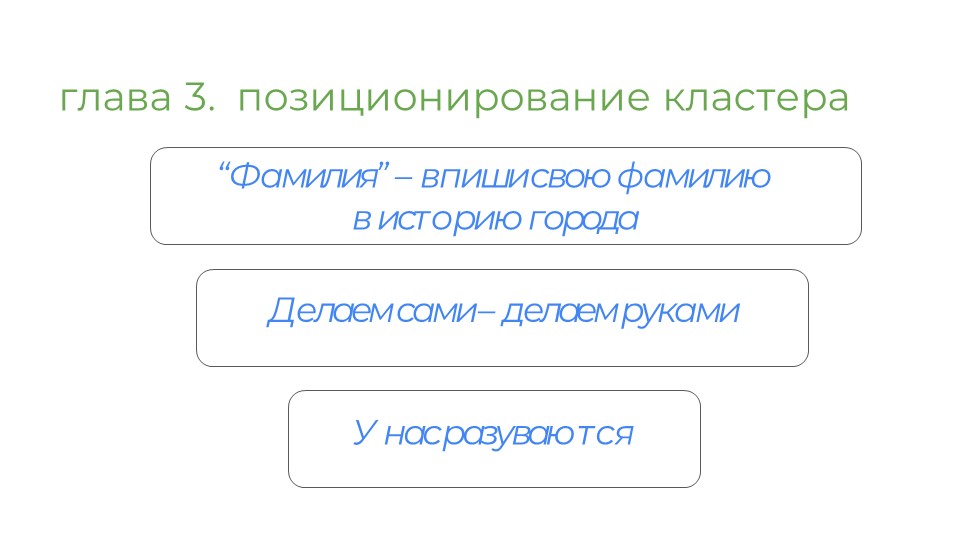 глава 3. позиционирование кластера
“Фамилия” – впиши свою фамилию
в историю города
Делаем сами – делаем руками
У нас разуваются